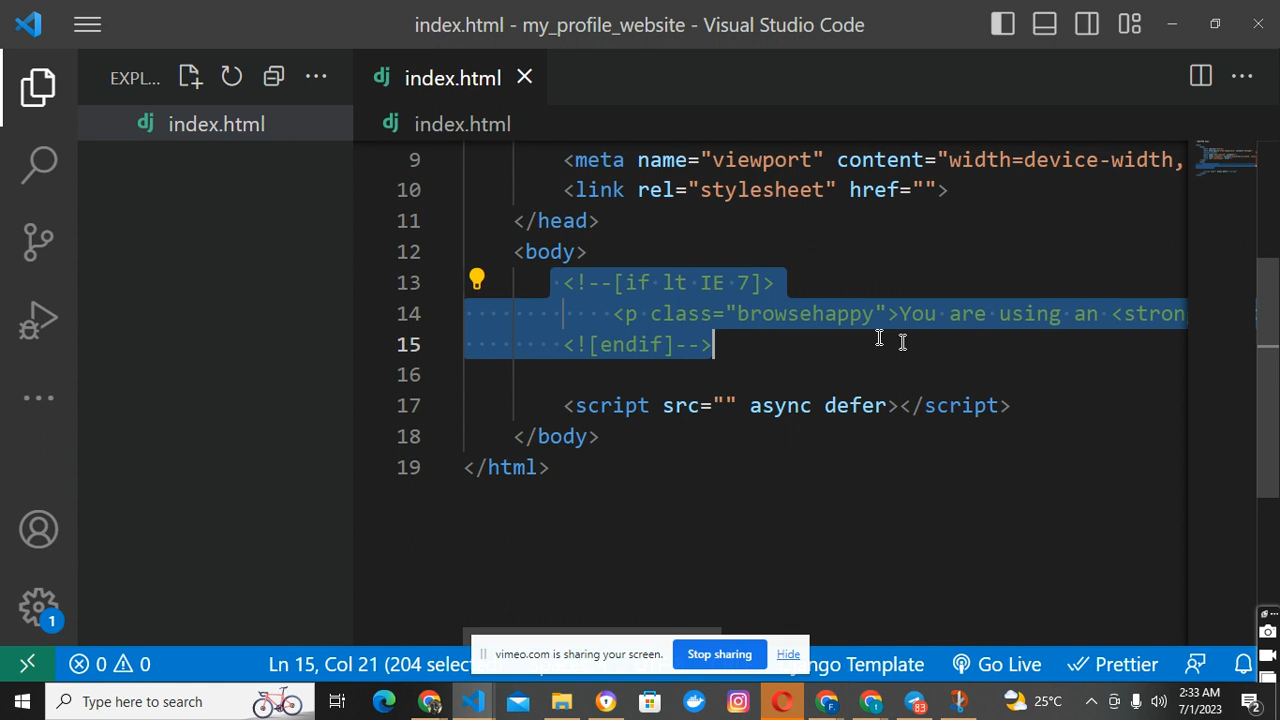 index.html - my_profile_website - Visual Studio Code
EXPL...
index.html
index.html
index.html
9 <meta name="viewport" content="width=device-width,
10 <link rel="stylesheet" href="">
11 </head>
12 <body>
13 <!--[if lt IE 7]>
14 <p class="browsehappy">You are using an <stron
15 <![endif]-->
16
17 <script src="" async defer></script>
18 </body>
19 </html>
1
vimeo.com is sharing your screen. Stop sharing Hide
0 0 Ln 15, Col 21 (204 selec ngo Template Go Live Prettier
Type here to search
83
25°C
2:33 AM
7/1/2023
2